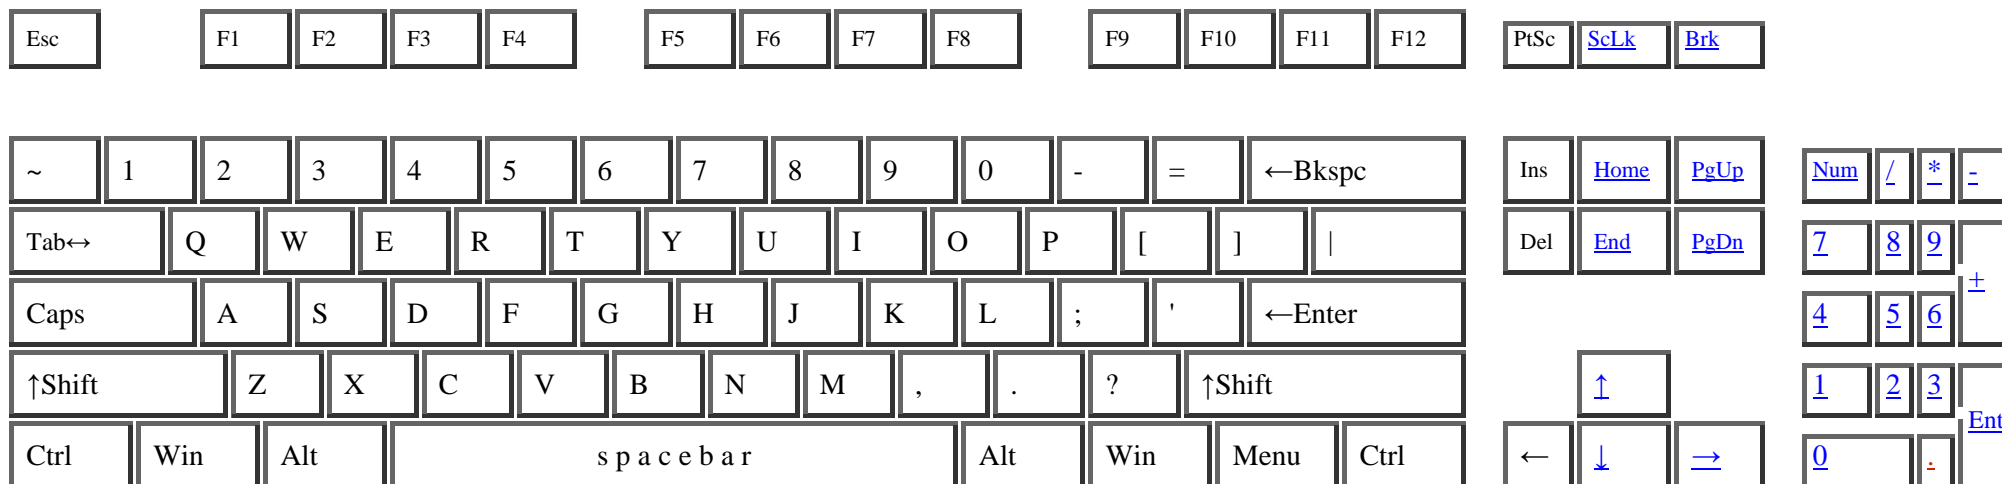 Esc F1 F2 F3 F4 F5 F6 F7 F8 F9 F10 F11 F12 PtSc ScLk Brk
~ 1 2 3 4 5 6 7 8 9 0 - = ←Bkspc Ins Home PgUp Num / * -
Tab↔ Q W E R T Y U I O P [ ] | Del End PgDn 7 8 9 +
Caps A S D F G H J K L ; ' ←Enter 4 5 6
↑Shift Z X C V B N M , . ? ↑Shift ↑ 1 2 3 Ent
Ctrl Win Alt s p a c e b a r Alt Win Menu Ctrl ← ↓ → 0 .